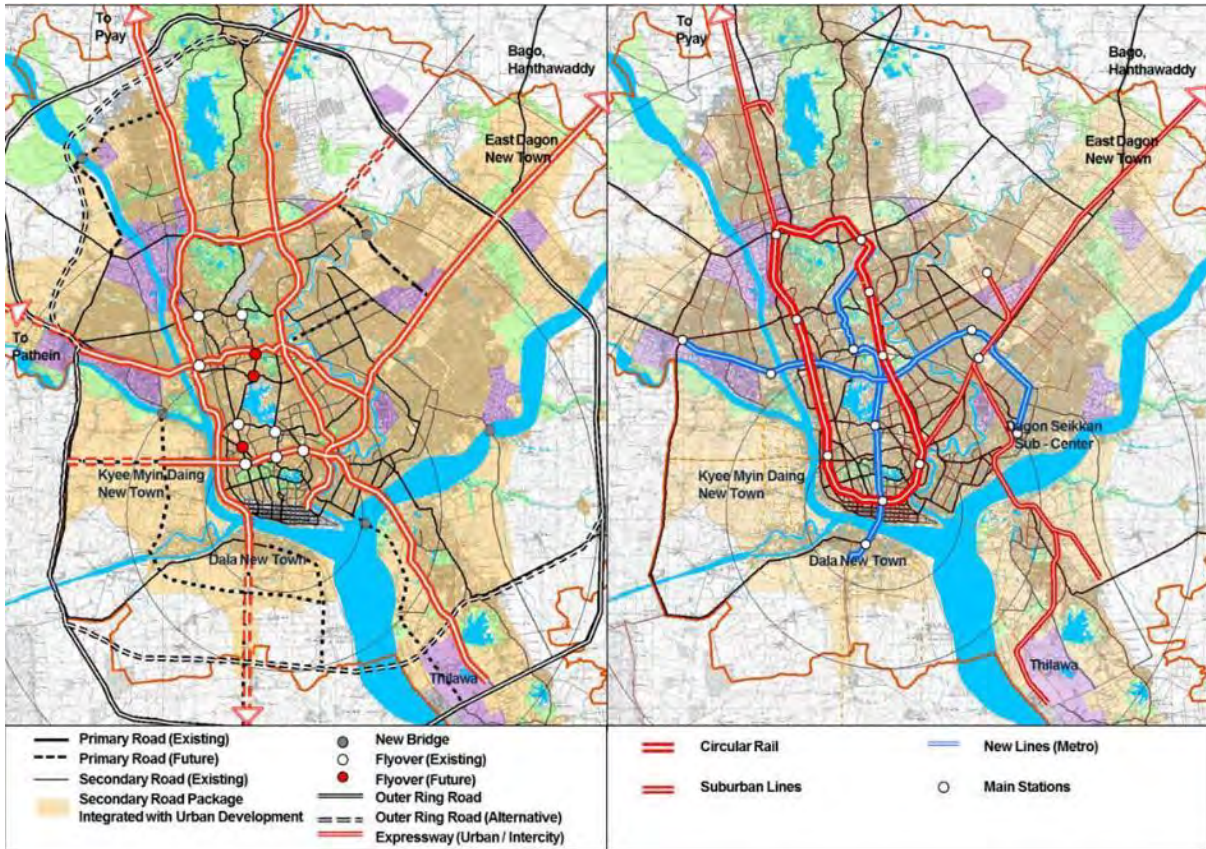 To
Pyay
Bago,
Hanthawaddy
East Dagon
New Town
To
Pathein
Kyee Myin Daing
New Town
Dala New Town
Thilawa
Primary Road (Existing)
Primary Road (Future)
Secondary Road (Existing)
Secondary Road Package
Integrated with Urban Development
New Bridge
Flyover (Existing)
Flyover (Future)
Outer Ring Road
Outer Ring Road (Alternative)
Expressway (Urban / Intercity)
To
Pyay
Bago,
Hanthawaddy
East Dagon
New Town
Dagon Seikkan
Sub - Center
Kyee Myin Daing
New Town
Dala New Town
Thilawa
Circular Rail
Suburban Lines
New Lines (Metro)
Main Stations